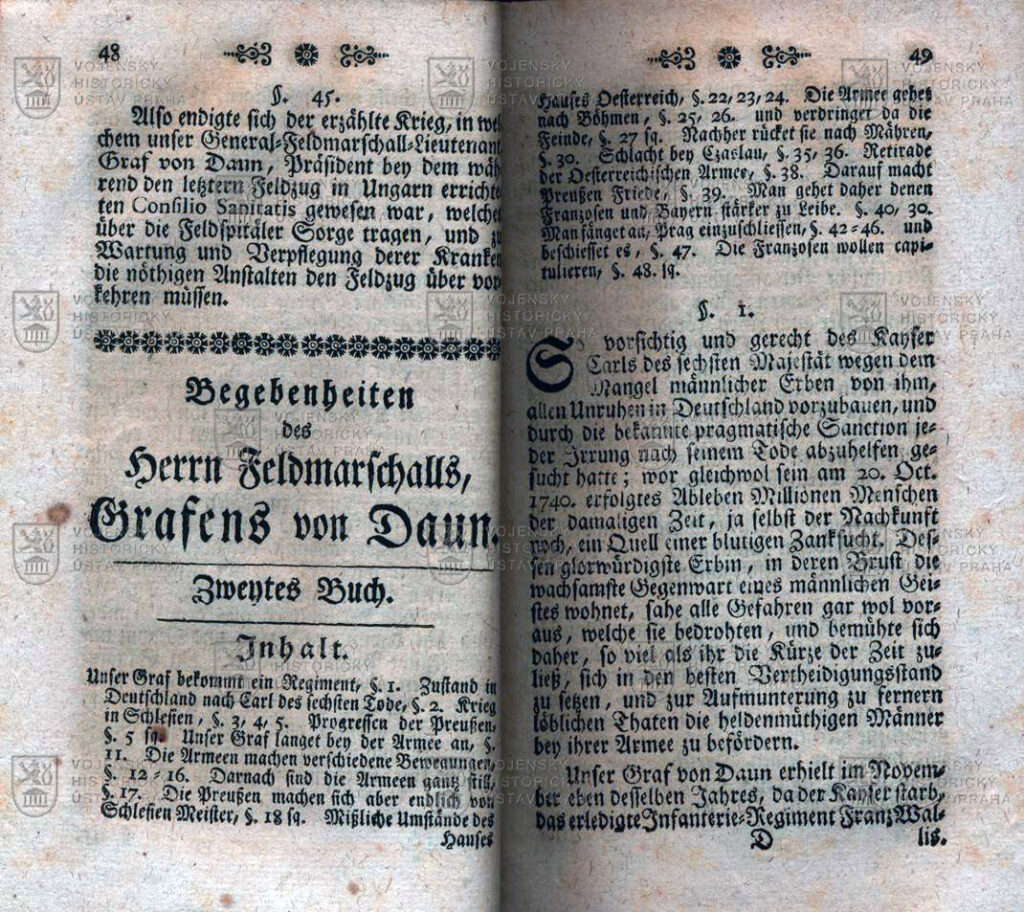 48
§. 45.
Also endigte sich der erzählte Krieg, in wel
chem unser General-Feldmarschall-Lieutenant
Graf von Daun, Präsident bey dem wäh
rend den letztern Feldzug in Ungarn errichte
ten Consilio Sanitatis gewesen war, welches
über die Feldspitäler Sorge tragen, und zu
Wartung und Verpflegung derer Kranken
die nöthigen Anstalten den Feldzug über vor
kehren müssen.
Begebenheiten
des
Herrn Feldmarschalls,
Grafens von Daun.
Zweytes Buch.
Inhalt.
Unser Graf bekommt ein Regiment, §. 1. Zustand in
Deutschland nach Carl des sechsten Tode, §. 2. Krieg
in Schlesien, §. 3, 4, 5. Progressen der Preußen,
§. 5 sq. Unser Graf langet bey der Armee an, §.
11. Die Armeen machen verschiedene Bewegungen,
§. 12-16. Darnach sind die Armeen gantz still,
§. 17. Die Preußen machen sich aber endlich von
Schlesien Meister, §. 18 sq. Mißliche Umstände des
Hauses
49
Hauses Oesterreich, §. 22, 23, 24. Die Armee gehet
nach Böhmen, §. 25, 26. und verdringet da die
Feinde, §. 27 sq. Nachher rücket sie nach Mähren,
§. 30. Schlacht bey Czaslau, §. 35, 36. Retirade
der Oesterreichischen Armee, §. 38. Darauf macht
Preußen Friede, §. 39. Man gehet daher denen
Franzosen und Bayern stärker zu Leibe. §. 40, 30.
Man fänget an, Prag einzuschliessen, §. 42-46. und
beschiesset es, §. 47. Die Franzosen wollen capi-
tulieren, §. 48. sq.
§. 1.
So vorsichtig und gerecht des Kayser
Carls des sechsten Majestät wegen dem
Mangel männlicher Erben von ihm,
allen Unruhen in Deutschland vorzubauen, und
durch die bekannte pragmatische Sanction je-
der Irrung nach seinem Tode abzuhelfen ge-
sucht hatte; wor gleichwol sein am 20. Oct.
1740. erfolgtes Ableben Millionen Menschen
der damaligen Zeit, ja selbst der Nachkunft
noch, ein Quell einer blutigen Zanksucht. Des-
sen glorwürdigste Erbin, in deren Brust die
wachsamste Gegenwart eines männlichen Gei-
stes wohnet, sahe alle Gefahren gar wol vor-
aus, welche sie bedrohten, und bemühte sich
daher, so viel als ihr die Kürze der Zeit zu-
ließ, sich in den besten Vertheidigungsstand
zu setzen, und zur Aufmunterung zu fernern
löblichen Thaten die heldenmüthigen Männer
bey ihrer Armee zu befördern.
Unser Graf von Daun erhielt im Novem-
ber eben desselben Jahres, da der Kayser starb,
das erledigte Infanterie-Regiment Franz Wal-
D lis.
VOJENSKÝ
HISTORICKÝ
ÚSTAV PRAHA